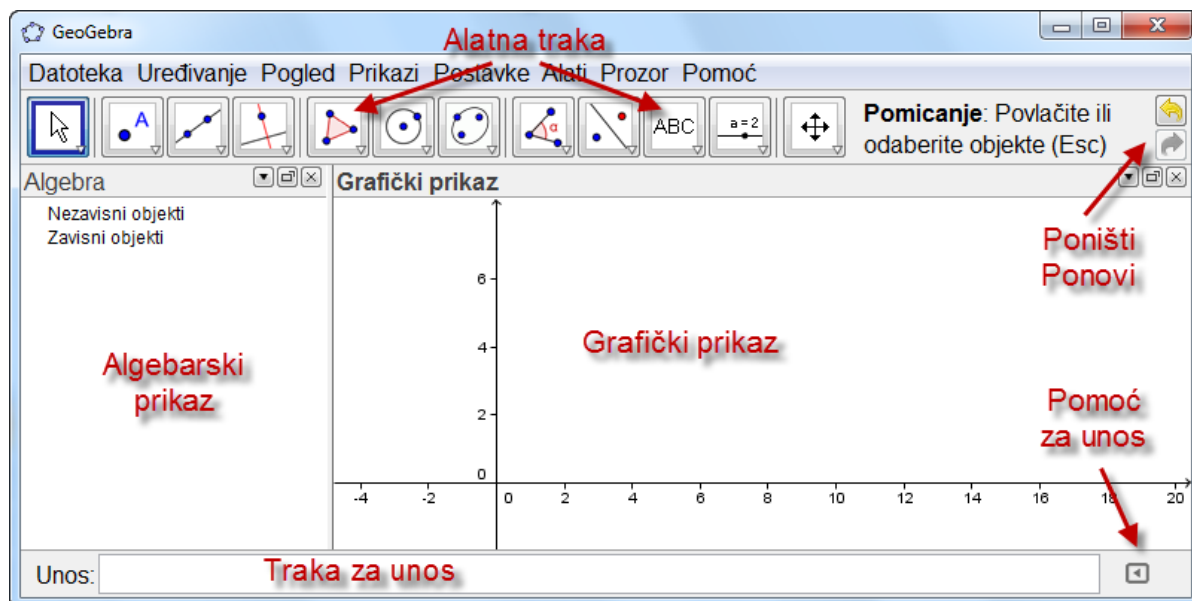 GeoGebra
Alatna traka
Datoteka Uređivanje Pogled Prikazi Postavke Alati Prozor Pomoć
A
α
ABC
a=2
Pomicanje: Povlačite ili
odaberite objekte (Esc)
Algebra
Grafički prikaz
Nezavisni objekti
Zavisni objekti
Poništi
Ponovi
Algebarski
prikaz
Grafički prikaz
6
4
2
0
-4 -2 0 2 4 6 8 10 12 14 16 18 20
Pomoć
za unos
Unos:
Traka za unos